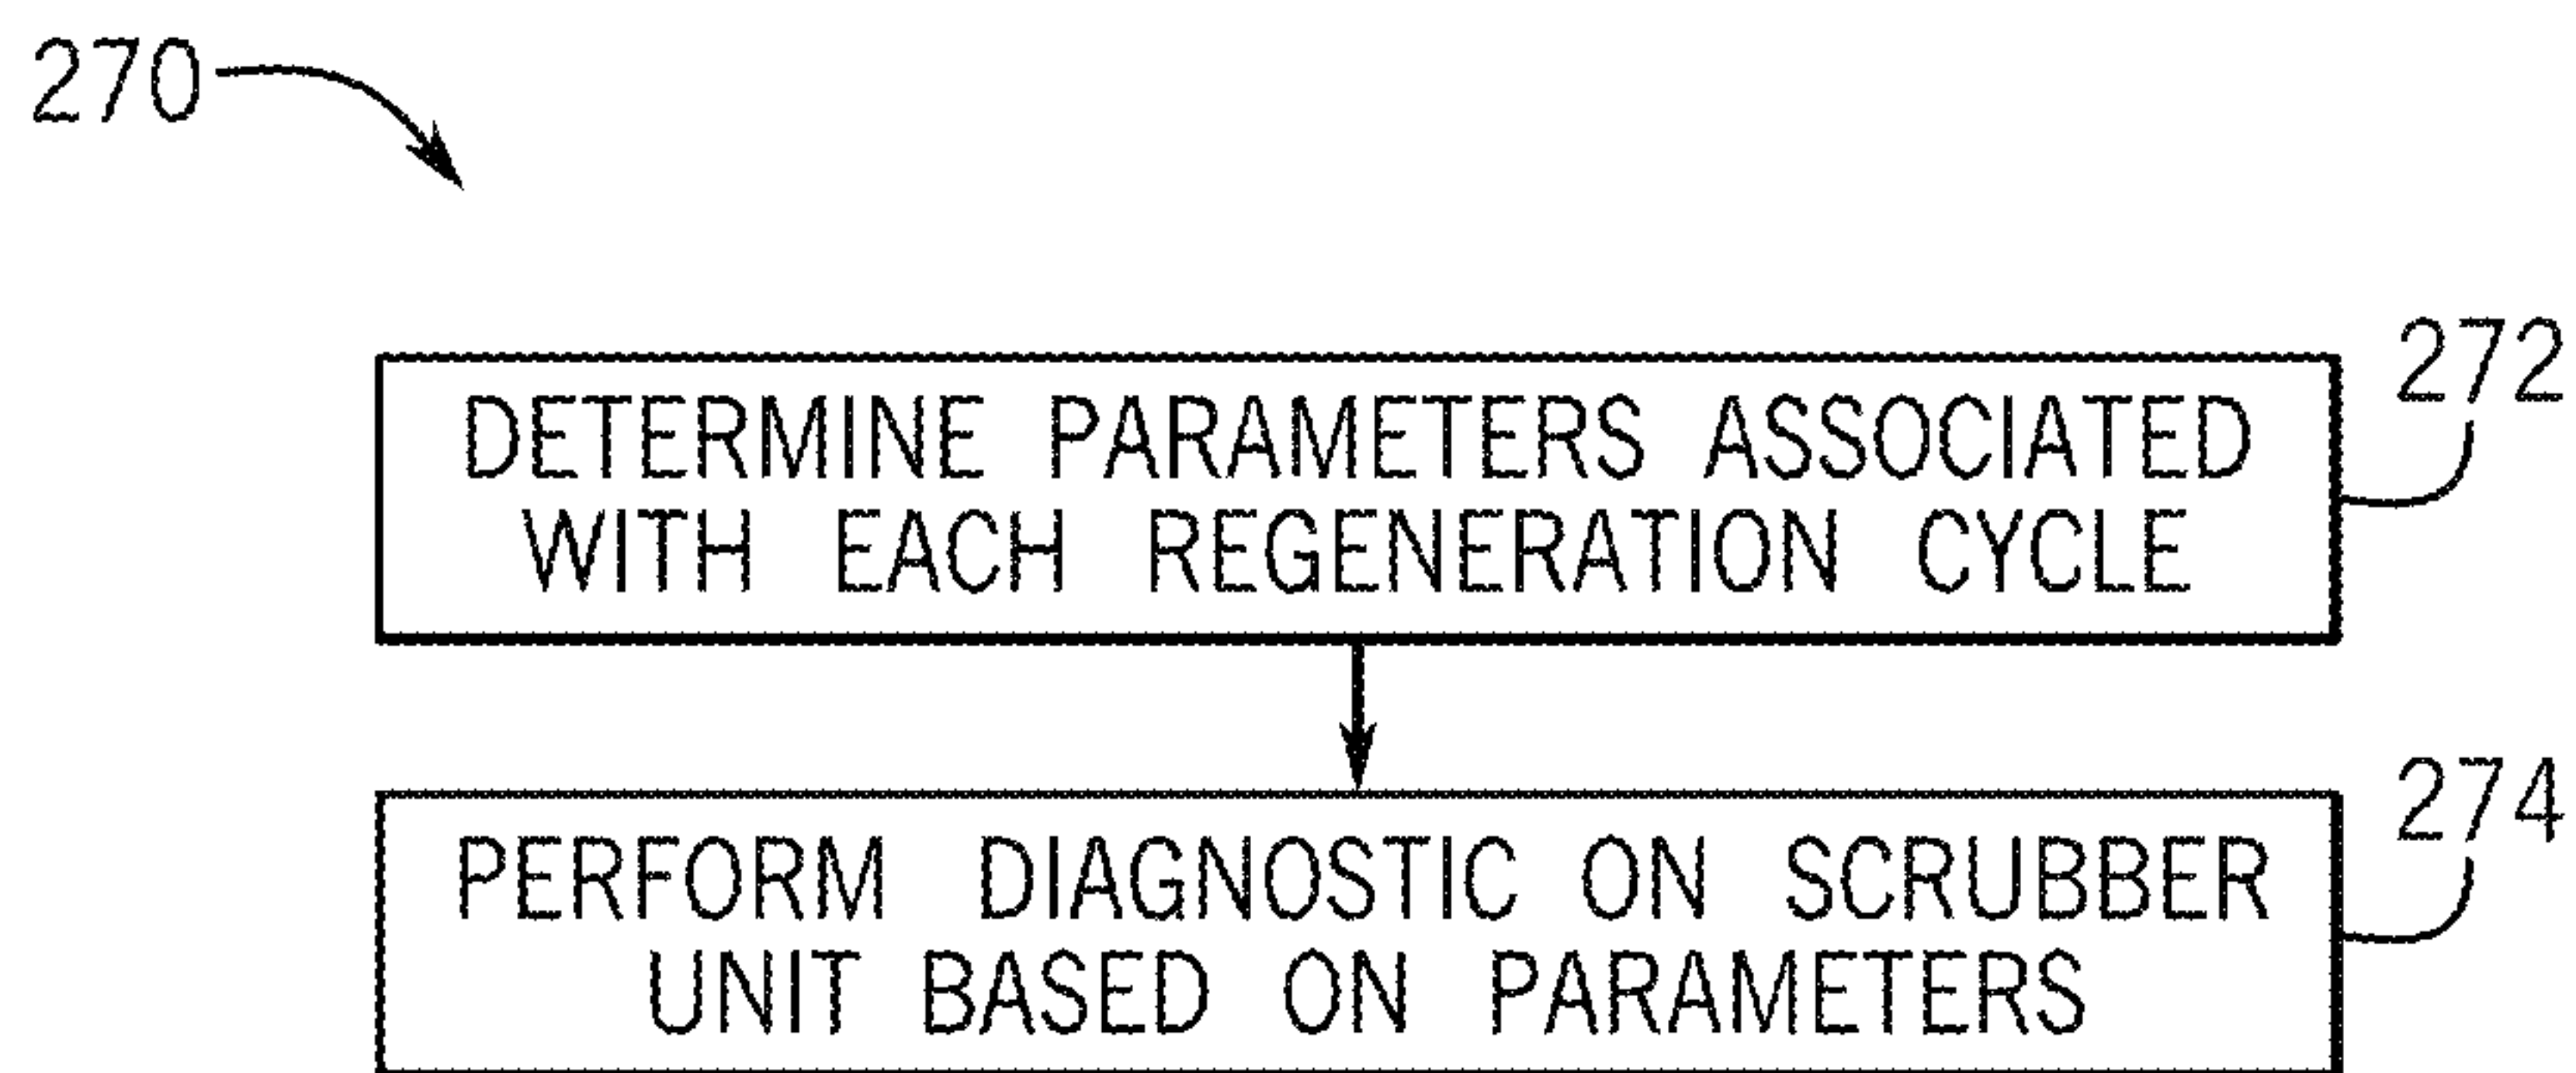 270
272
DETERMINE PARAMETERS ASSOCIATED
WITH EACH REGENERATION CYCLE
274
PERFORM DIAGNOSTIC ON SCRUBBER
UNIT BASED ON PARAMETERS